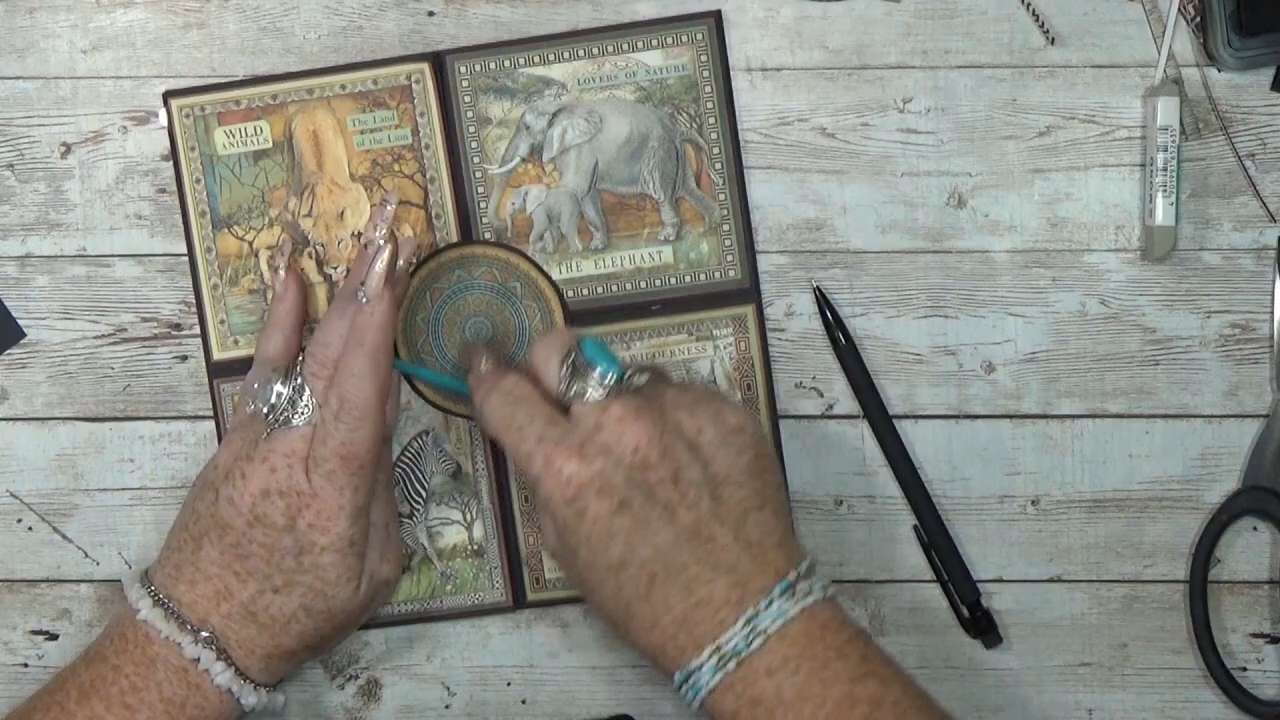 WILD
ANIMALS
The Land
of the Lion
LOVERS OF NATURE
THE ELEPHANT
WILDERNESS